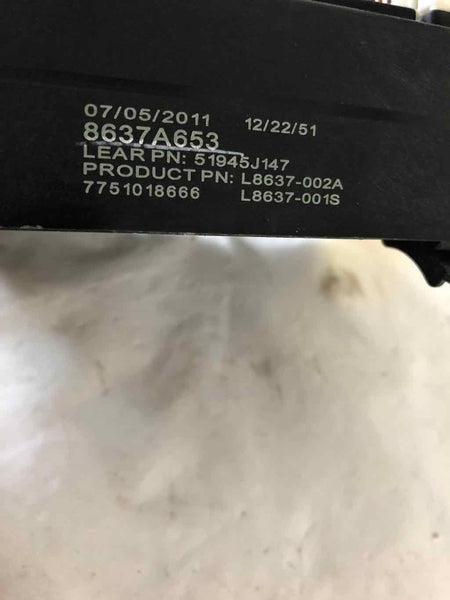 07/05/2011 12/22/51
8637A653
LEAR PN: 51945J147
PRODUCT PN: L8637-002A
7751018666 L8637-001S